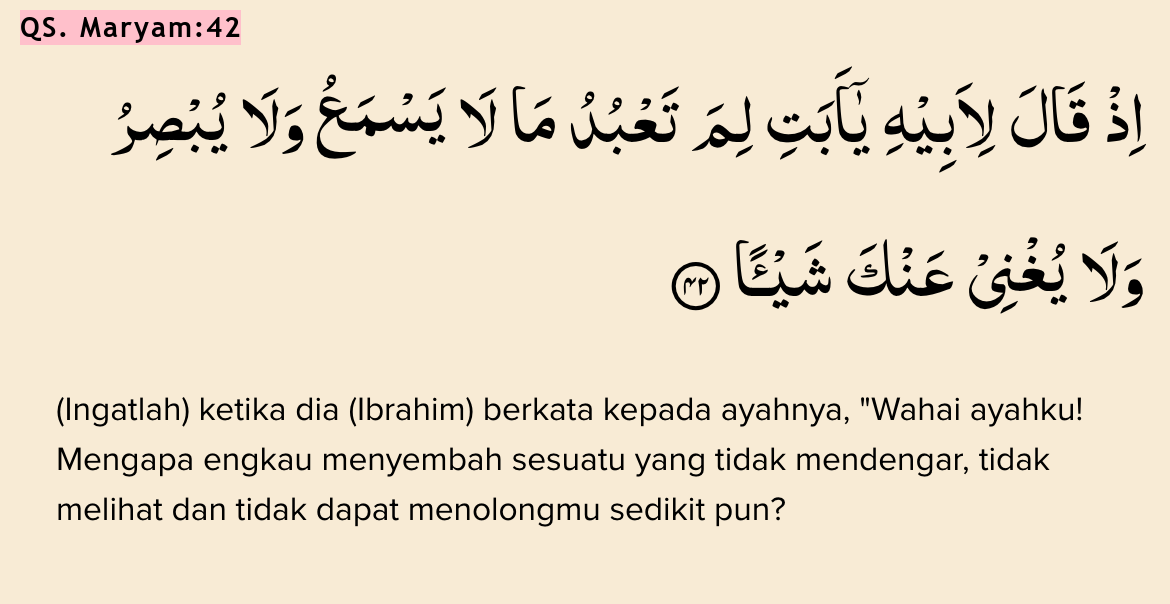 QS. Maryam:42
اِذْ قَالَ لِاَبِيْهِ يٰٓاَبَتِ لِمَ تَعْبُدُ مَا لَا يَسْمَعُ وَلَا يُبْصِرُ
وَلَا يُغْنِيْ عَنْكَ شَيْـًٔا ۝٤٢
(Ingatlah) ketika dia (Ibrahim) berkata kepada ayahnya, "Wahai ayahku!
Mengapa engkau menyembah sesuatu yang tidak mendengar, tidak
melihat dan tidak dapat menolongmu sedikit pun?